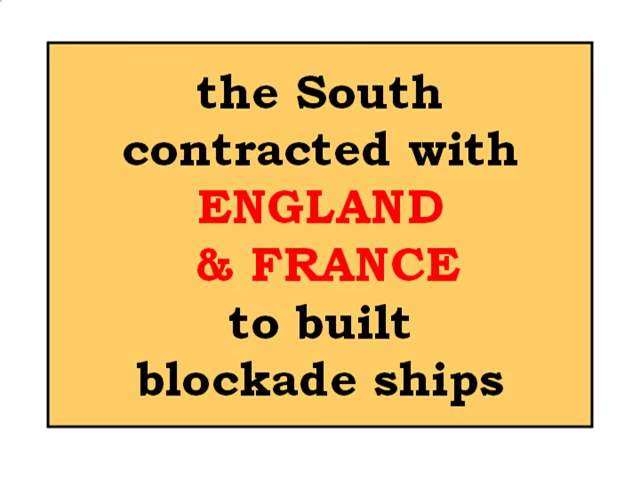 the South
contracted with
ENGLAND
& FRANCE
to built
blockade ships